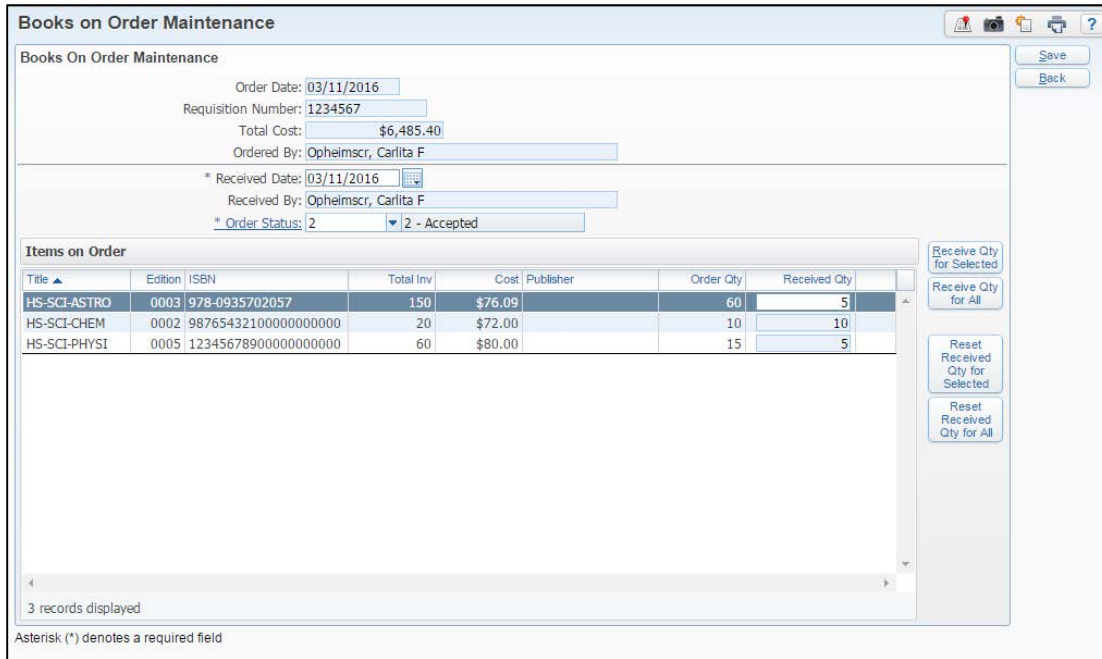 Books on Order Maintenance
?
Books On Order Maintenance
Save
Back
Order Date: 03/11/2016
Requisition Number: 1234567
Total Cost: $6,485.40
Ordered By: Opheimscr, Carlita F
* Received Date: 03/11/2016
Received By: Opheimscr, Carlita F
* Order Status: 2 2 - Accepted
Items on Order
Title Edition ISBN Total Inv Cost Publisher Order Qty Received Qty
HS-SCI-ASTRO 0003 978-0935702057 150 $76.09 60 5
HS-SCI-CHEM 0002 98765432100000000000 20 $72.00 10 10
HS-SCI-PHYSI 0005 12345678900000000000 60 $80.00 15 5
Receive Qty
for Selected
Receive Qty
for All
Reset
Received
Qty for
Selected
Reset
Received
Qty for All
3 records displayed
Asterisk (*) denotes a required field